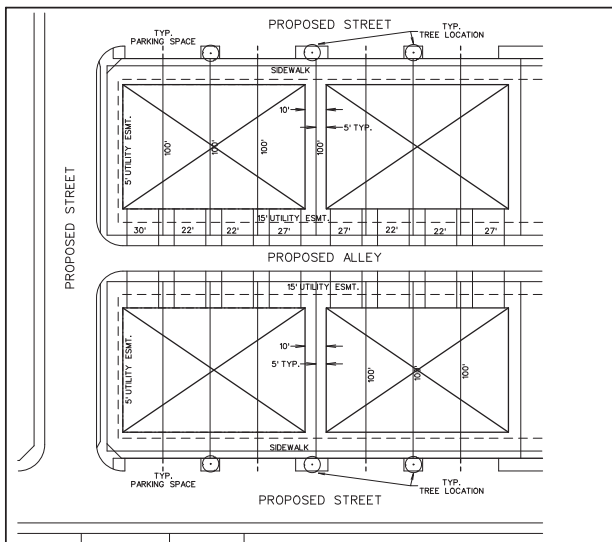 PROPOSED STREET
TYP.
PARKING SPACE
TYP.
TREE LOCATION
SIDEWALK
10'
5' TYP.
5' UTILITY ESMT.
100'
100'
100'
100'
15' UTILITY ESMT.
30'
22'
22'
27'
27'
22'
22'
27'
PROPOSED STREET
PROPOSED ALLEY
15' UTILITY ESMT.
10'
5' TYP.
5' UTILITY ESMT.
100'
100'
100'
SIDEWALK
TYP.
PARKING SPACE
TYP.
TREE LOCATION
PROPOSED STREET